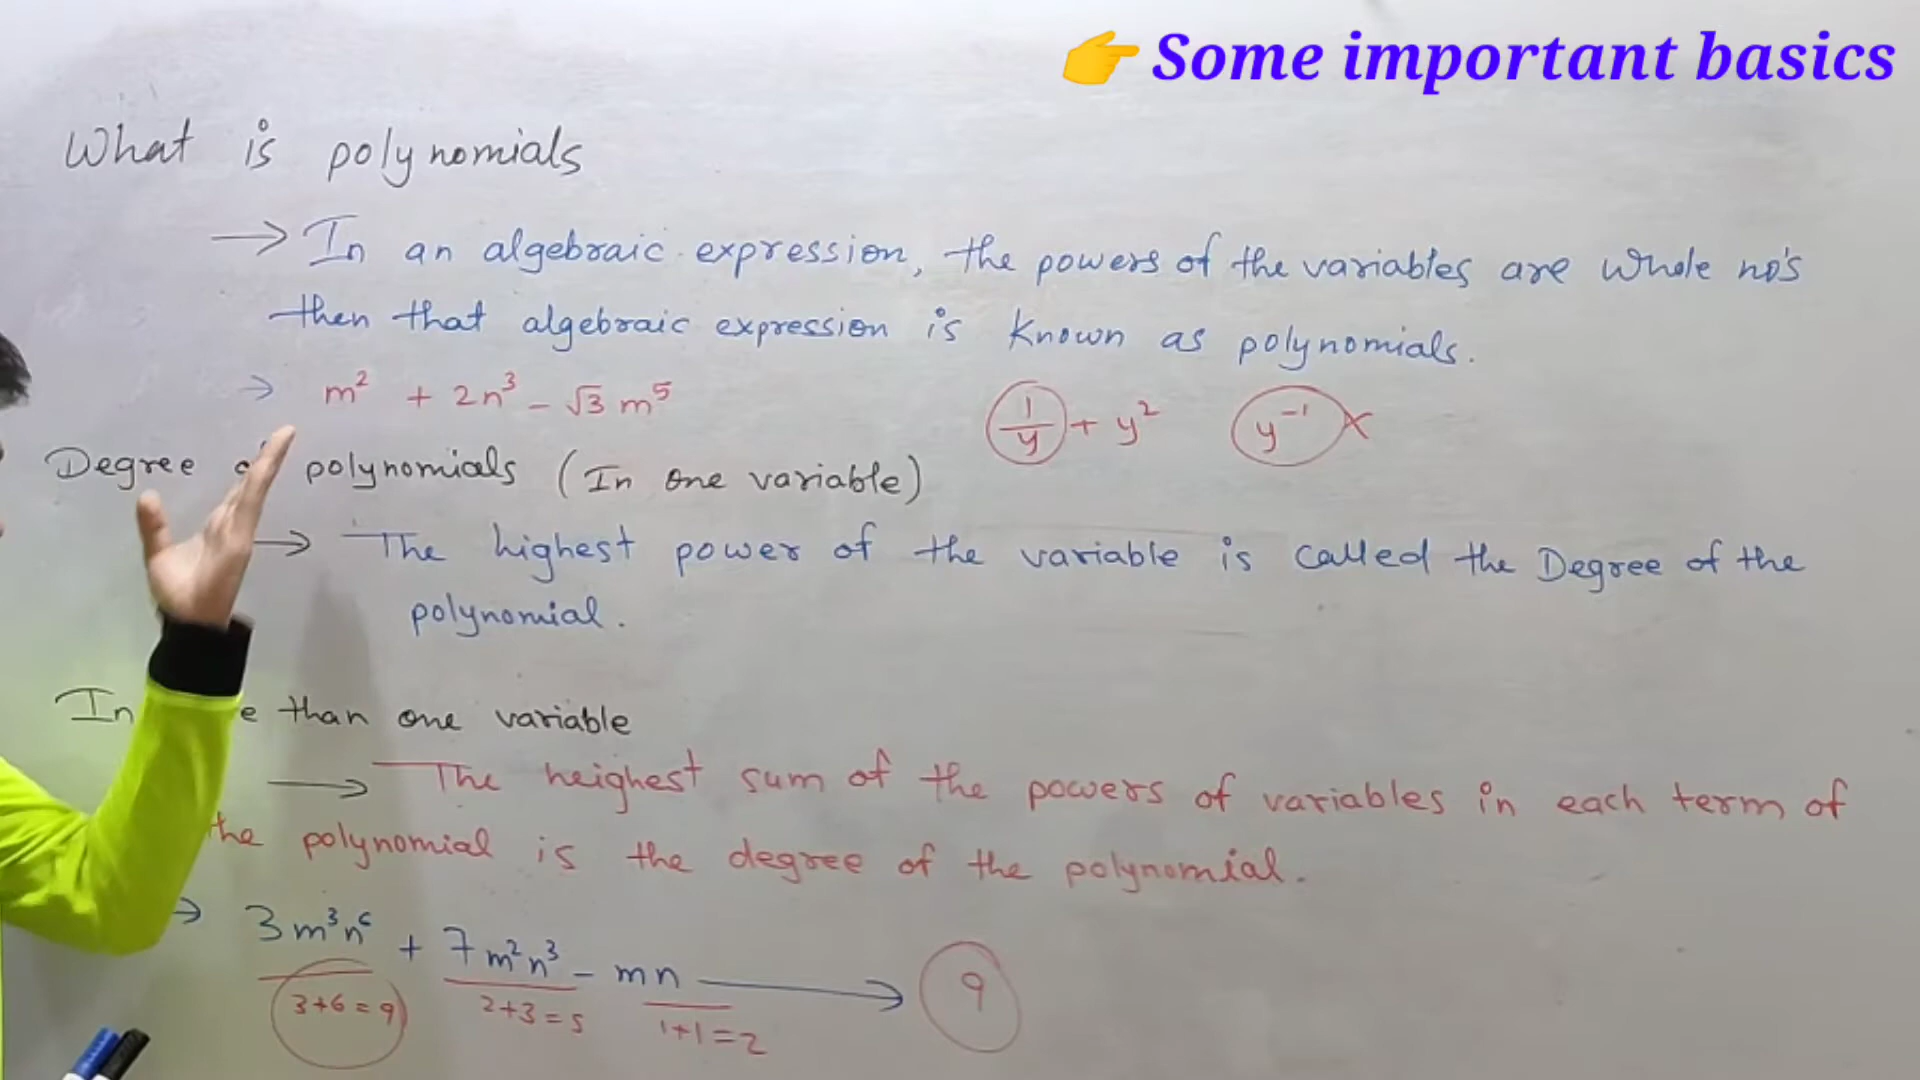 👉 Some important basics
What is polynomials
→ In an algebraic expression, the powers of the variables are whole no's
then that algebraic expression is known as polynomials.
→ m² + 2n³ - √3 m⁵
1/y + y² y⁻¹ ×
Degree polynomials (In one variable)
→ The highest power of the variable is called the Degree of the
polynomial.
In than one variable
→ The heighest sum of the powers of variables in each term of
the polynomial is the degree of the polynomial.
→ 3m³n⁶ + 7m²n³ - mn → 9
3+6=9 2+3=5 1+1=2